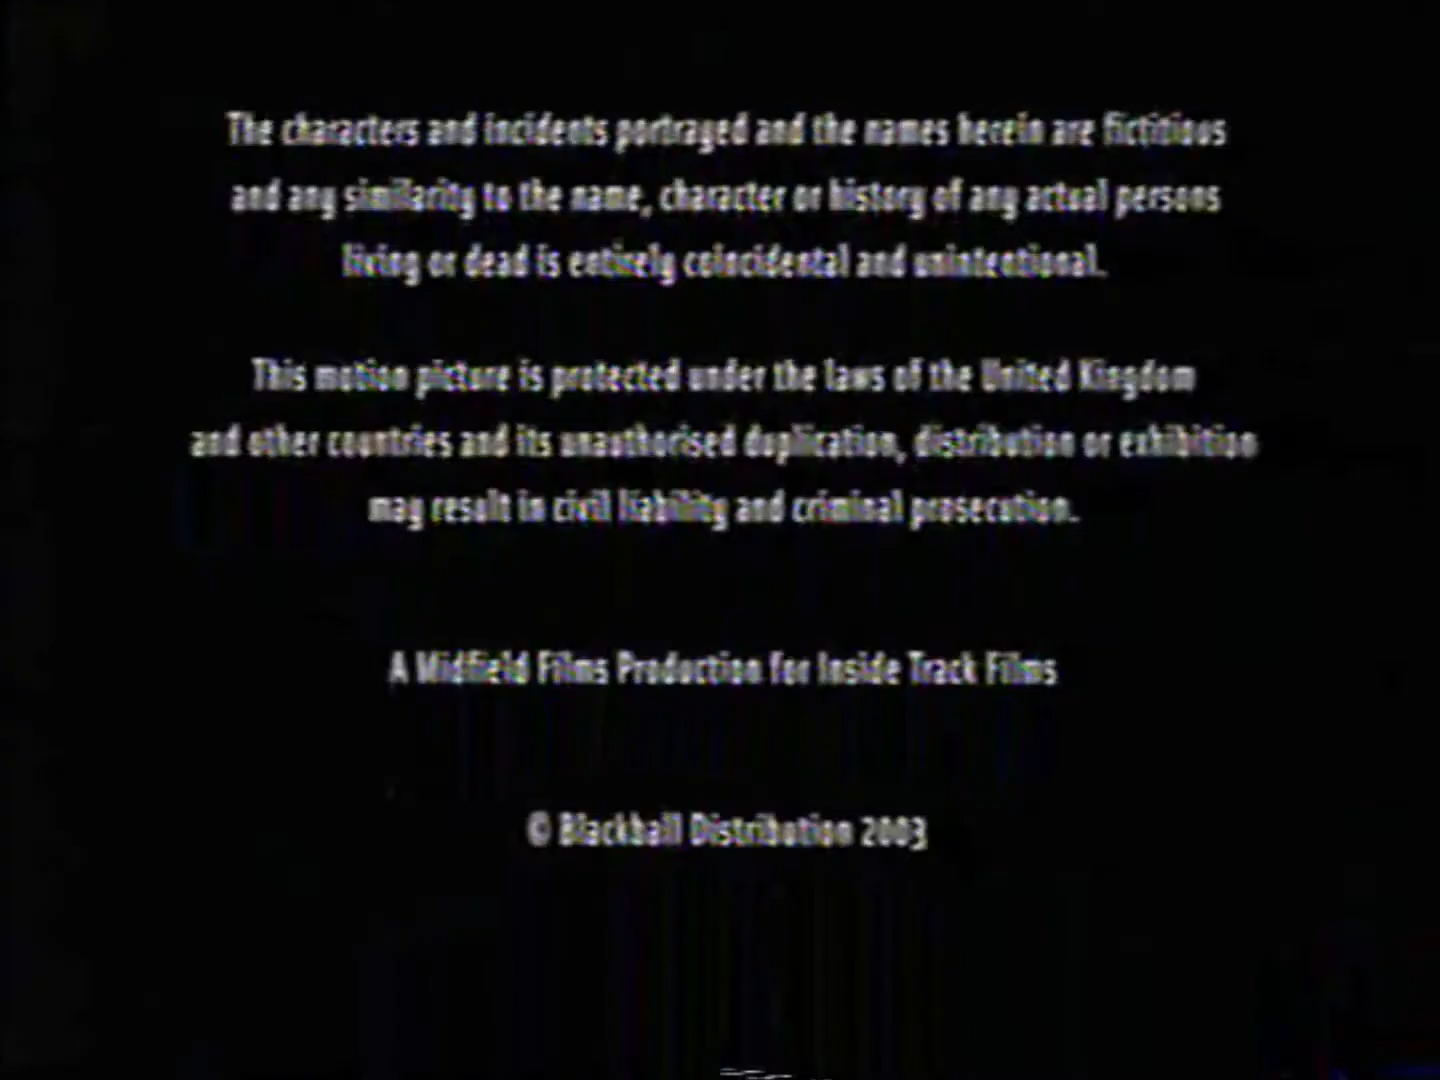 The characters and incidents portrayed and the names herein are fictitious
and any similarity to the name, character or history of any actual persons
living or dead is entirely coincidental and unintentional.
This motion picture is protected under the laws of the United Kingdom
and other countries and its unauthorised duplication, distribution or exhibition
may result in civil liability and criminal prosecution.
A Midfield Films Production for Inside Track Films
© Blackball Distribution 2003